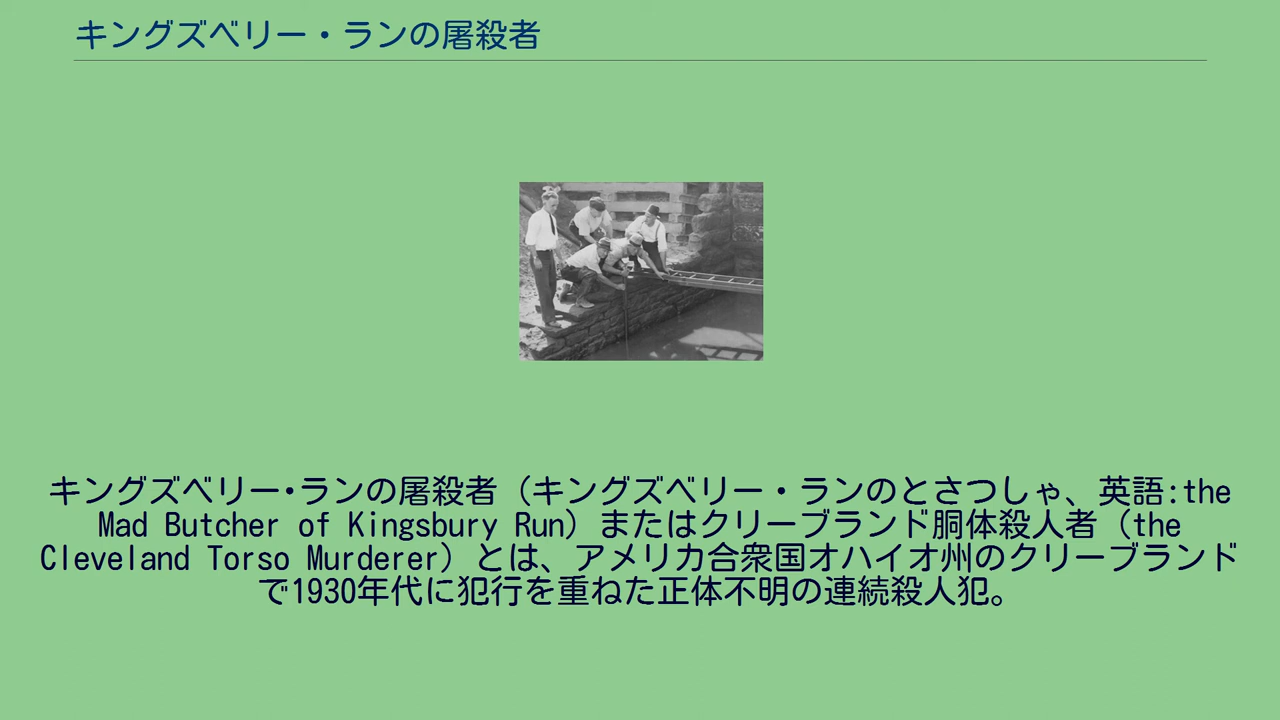 キングズベリー・ランの屠殺者
キングズベリー･ランの屠殺者（キングズベリー・ランのとさつしゃ、英語:the
Mad Butcher of Kingsbury Run）またはクリーブランド胴体殺人者（the
Cleveland Torso Murderer）とは、アメリカ合衆国オハイオ州のクリーブランド
で1930年代に犯行を重ねた正体不明の連続殺人犯。